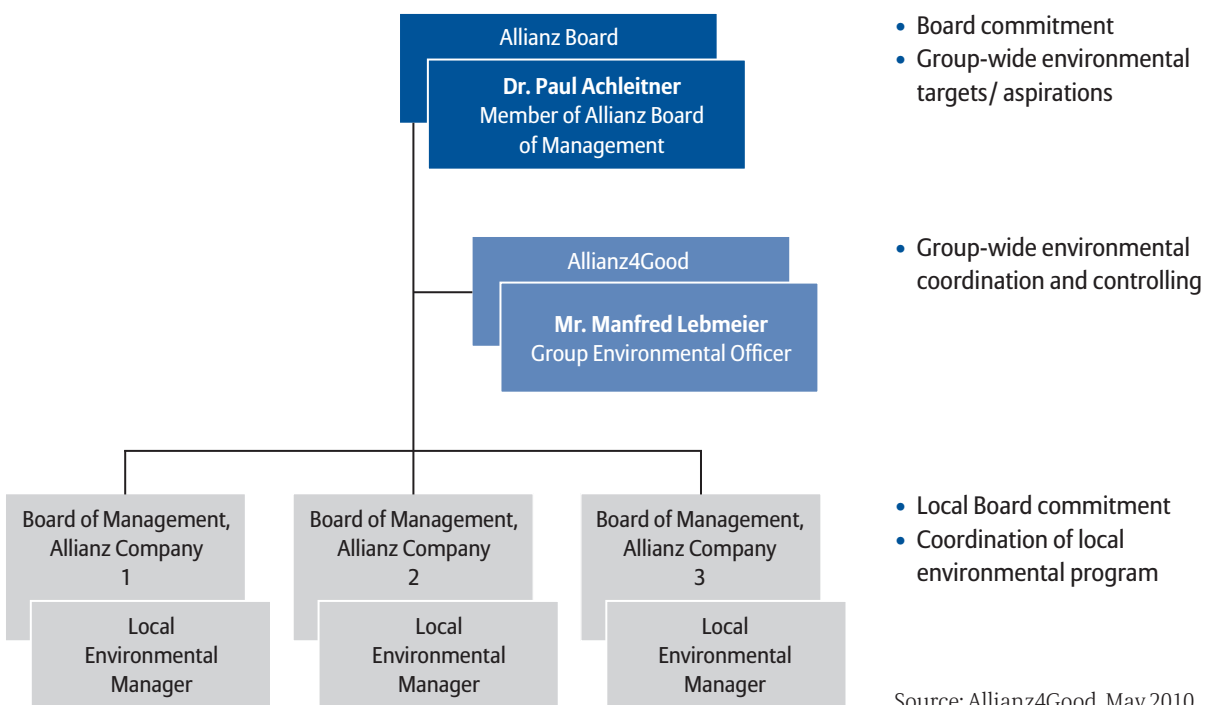 Allianz Board
Dr. Paul Achleitner
Member of Allianz Board
of Management
• Board commitment
• Group-wide environmental
targets/ aspirations
Allianz4Good
Mr. Manfred Lebmeier
Group Environmental Officer
• Group-wide environmental
coordination and controlling
Board of Management,
Allianz Company
1
Local
Environmental
Manager
Board of Management,
Allianz Company
2
Local
Environmental
Manager
Board of Management,
Allianz Company
3
Local
Environmental
Manager
• Local Board commitment
• Coordination of local
environmental program
Source: Allianz4Good, May 2010